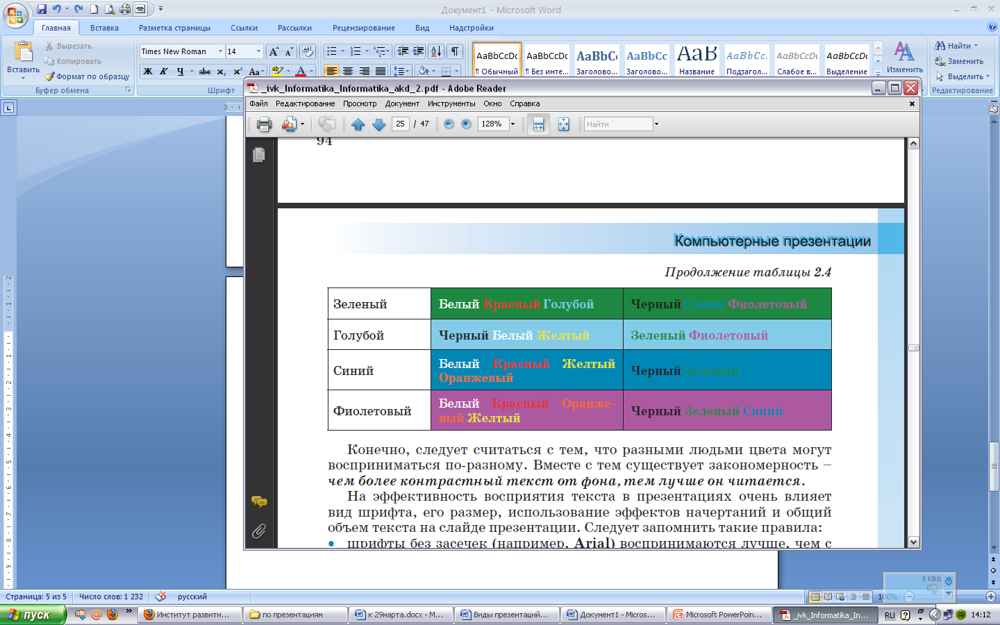 Документ1 - Microsoft Word
Главная Вставка Разметка страницы Ссылки Рассылки Рецензирование Вид Надстройки
Вставить
Вырезать
Копировать
Формат по образцу
Буфер обмена
Times New Roman 14
Ж К Ч abc x₂ x² Aa
Шрифт
AaBbCcDc AaBbCcDc AaBbC AaBbCc AaB AaBbCc. AaBbCcDc AaBbCcDc
¶ Обычный ¶ Без инте... Заголово... Заголово... Название Подзагол... Слабое в... Выделение
Изменить
Найти
Заменить
Выделить
Редактирование
_ivk_Informatika_Informatika_akd_2.pdf - Adobe Reader
Файл Редактирование Просмотр Документ Инструменты Окно Справка
25 / 47 128% Найти
94
Компьютерные презентации
Продолжение таблицы 2.4
Зеленый Белый Красный Голубой Черный Синий Фиолетовый
Голубой Черный Белый Желтый Зеленый Фиолетовый
Синий Белый Красный Желтый
Оранжевый Черный Зеленый
Фиолетовый Белый Красный Оранже-
вый Желтый Черный Зеленый Синий
Конечно, следует считаться с тем, что разными людьми цвета могут
восприниматься по-разному. Вместе с тем существует закономерность –
чем более контрастный текст от фона, тем лучше он читается.
На эффективность восприятия текста в презентациях очень влияет
вид шрифта, его размер, использование эффектов начертаний и общий
объем текста на слайде презентации. Следует запомнить такие правила:
• шрифты без засечек (например, Arial) воспринимаются лучше, чем с
5 KB/s
Страница: 5 из 5 Число слов: 1 232 русский 100%
пуск Институт развити... по презентациям к 29марта.docx - M... Виды презентаций... Документ1 - Micros... Microsoft PowerPoin... _ivk_Informatika_In... RU 14:12